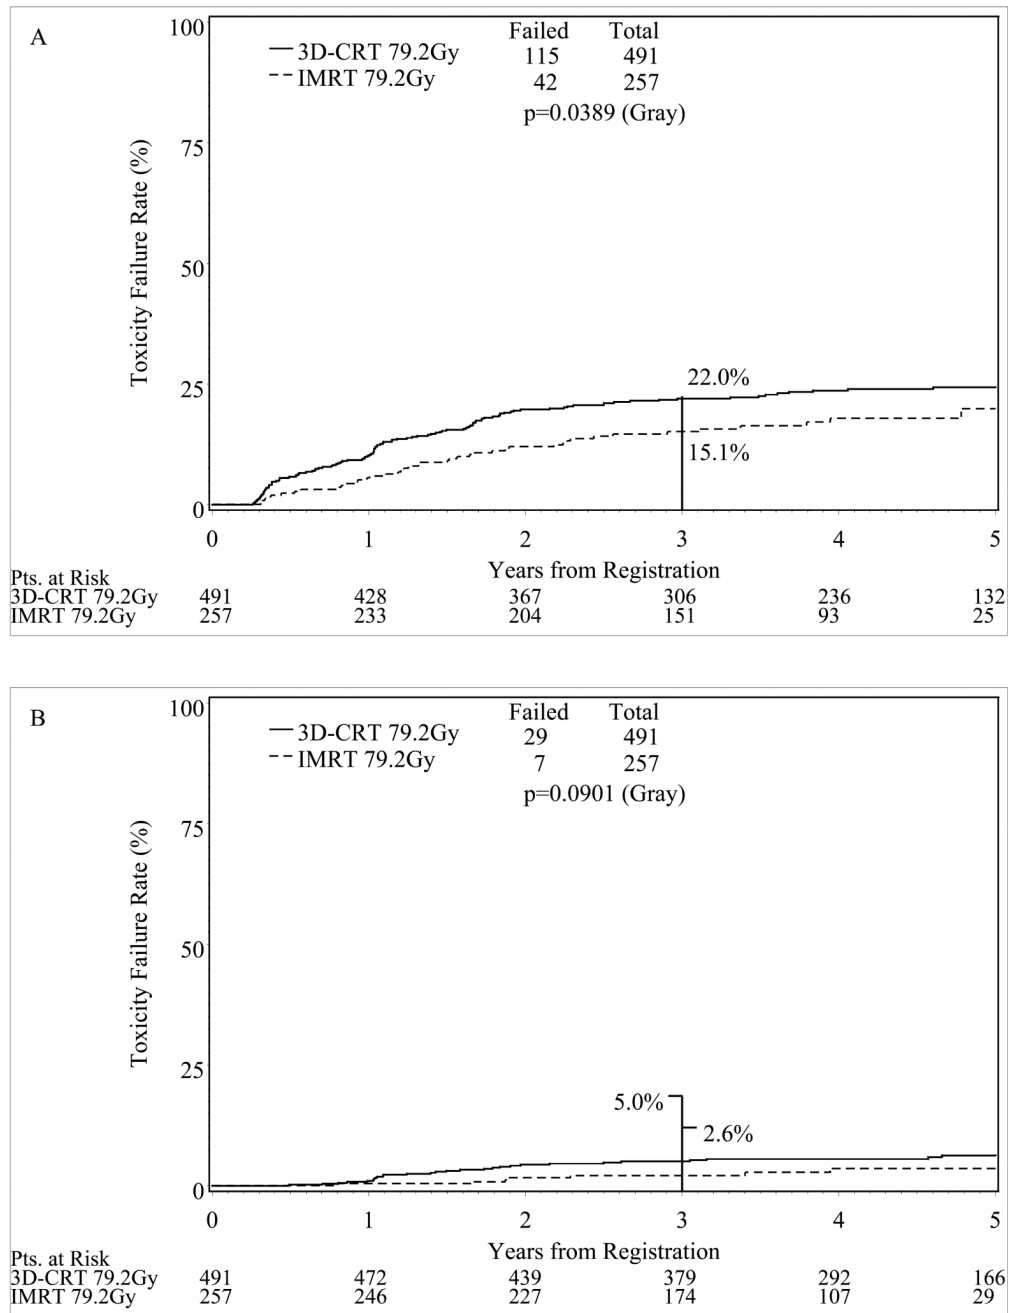 A
Failed Total
3D-CRT 79.2Gy 115 491
IMRT 79.2Gy 42 257
p=0.0389 (Gray)
100
75
50
25
0
Toxicity Failure Rate (%)
22.0%
15.1%
0 1 2 3 4 5
Years from Registration
Pts. at Risk
3D-CRT 79.2Gy 491 428 367 306 236 132
IMRT 79.2Gy 257 233 204 151 93 25
B
Failed Total
3D-CRT 79.2Gy 29 491
IMRT 79.2Gy 7 257
p=0.0901 (Gray)
100
75
50
25
0
Toxicity Failure Rate (%)
5.0%
2.6%
0 1 2 3 4 5
Years from Registration
Pts. at Risk
3D-CRT 79.2Gy 491 472 439 379 292 166
IMRT 79.2Gy 257 246 227 174 107 29